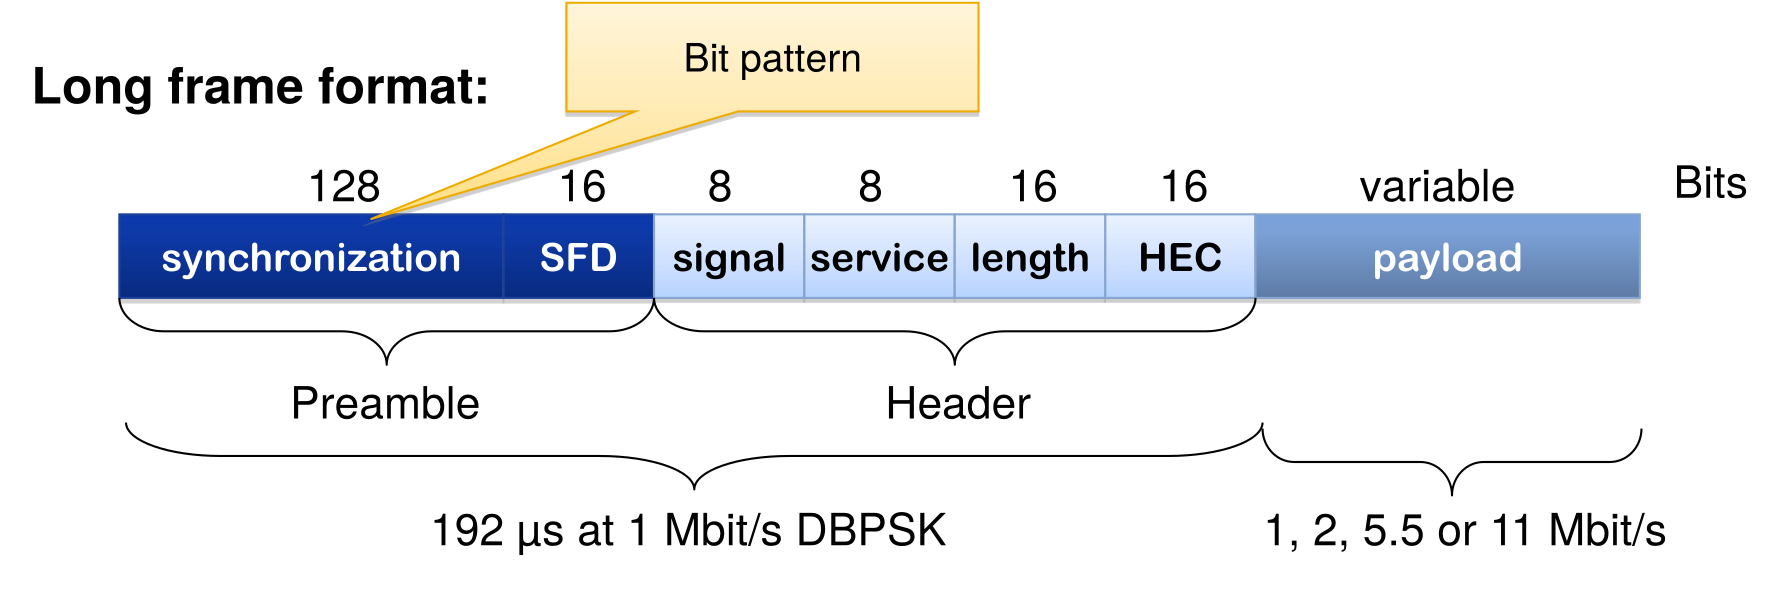 Bit pattern
Long frame format:
128 16 8 8 16 16 variable Bits
synchronization SFD signal service length HEC payload
Preamble Header
192 µs at 1 Mbit/s DBPSK 1, 2, 5.5 or 11 Mbit/s